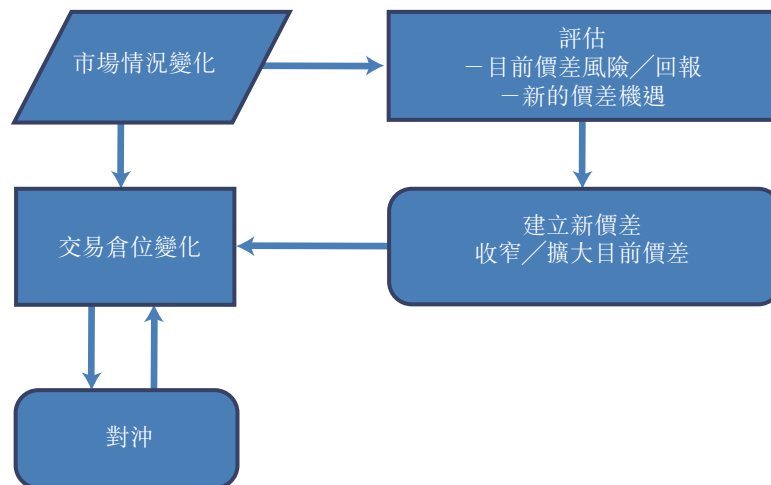 市場情況變化
評估
－目前價差風險／回報
－新的價差機遇
交易倉位變化
建立新價差
收窄／擴大目前價差
對沖